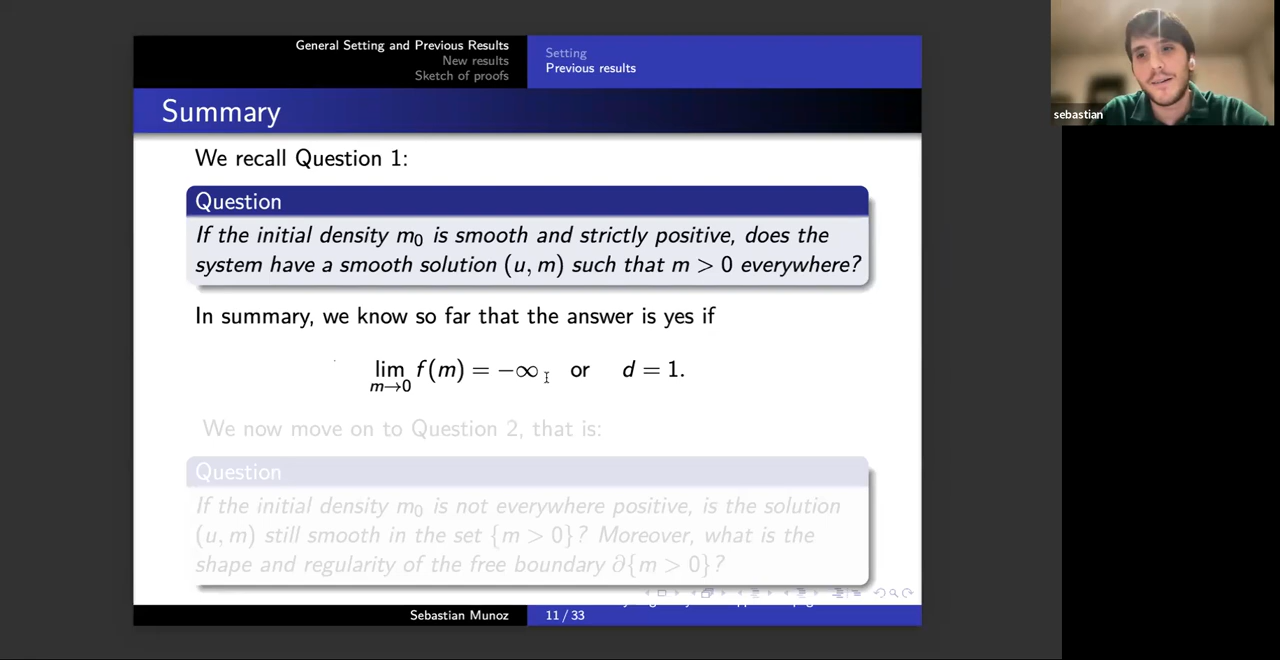 General Setting and Previous Results
New results
Sketch of proofs
Setting
Previous results
sebastian
Summary
We recall Question 1:
Question
If the initial density m₀ is smooth and strictly positive, does the
system have a smooth solution (u, m) such that m > 0 everywhere?
In summary, we know so far that the answer is yes if
lim f(m) = −∞ or d = 1.
m→0
We now move on to Question 2, that is:
Question
If the initial density m₀ is not everywhere positive, is the solution
(u, m) still smooth in the set {m > 0}? Moreover, what is the
shape and regularity of the free boundary ∂{m > 0}?
Sebastian Munoz
11 / 33